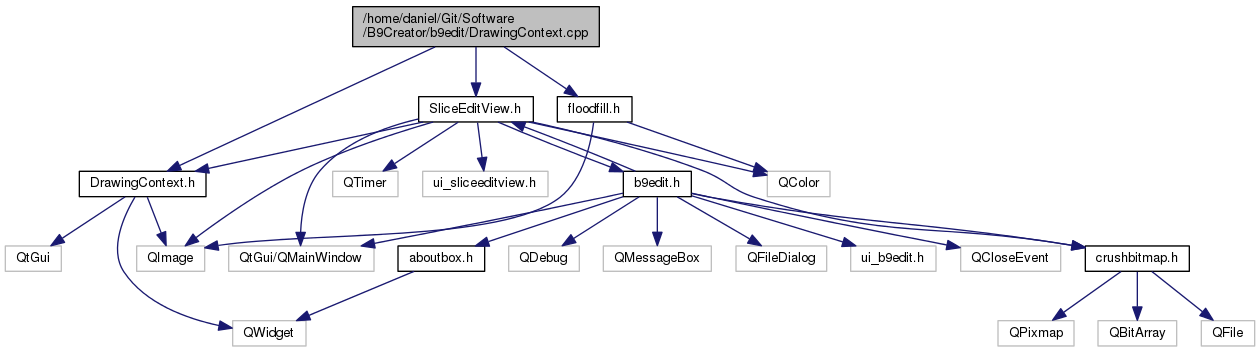 /home/daniel/Git/Software
/B9Creator/b9edit/DrawingContext.cpp
SliceEditView.h
floodfill.h
DrawingContext.h
QTimer
ui_sliceeditview.h
b9edit.h
QColor
QtGui
QImage
QtGui/QMainWindow
aboutbox.h
QDebug
QMessageBox
QFileDialog
ui_b9edit.h
QCloseEvent
crushbitmap.h
QWidget
QPixmap
QBitArray
QFile